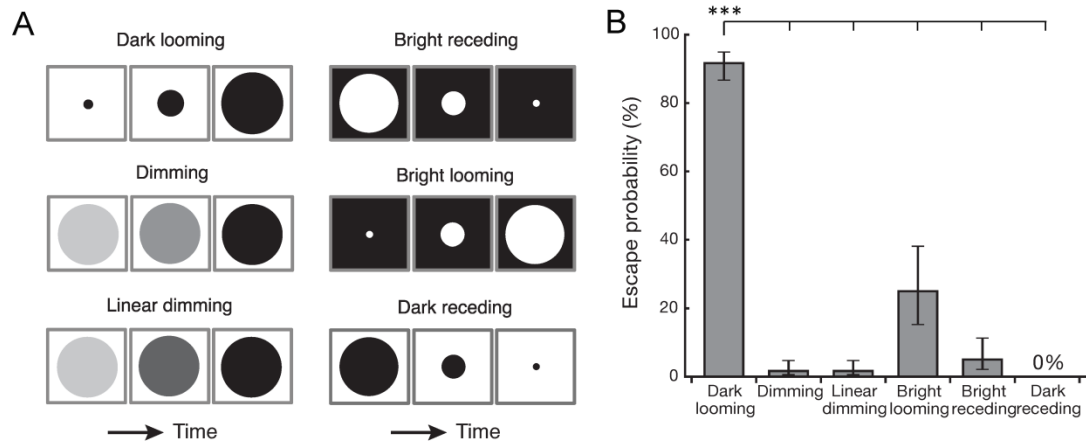 A
Dark looming
Bright receding
Dimming
Bright looming
Linear dimming
Dark receding
Time
Time
B
***
Escape probability (%)
100
80
60
40
20
0
0%
Dark
looming
Dimming
Linear
dimming
Bright
looming
Bright
receding
Dark
receding